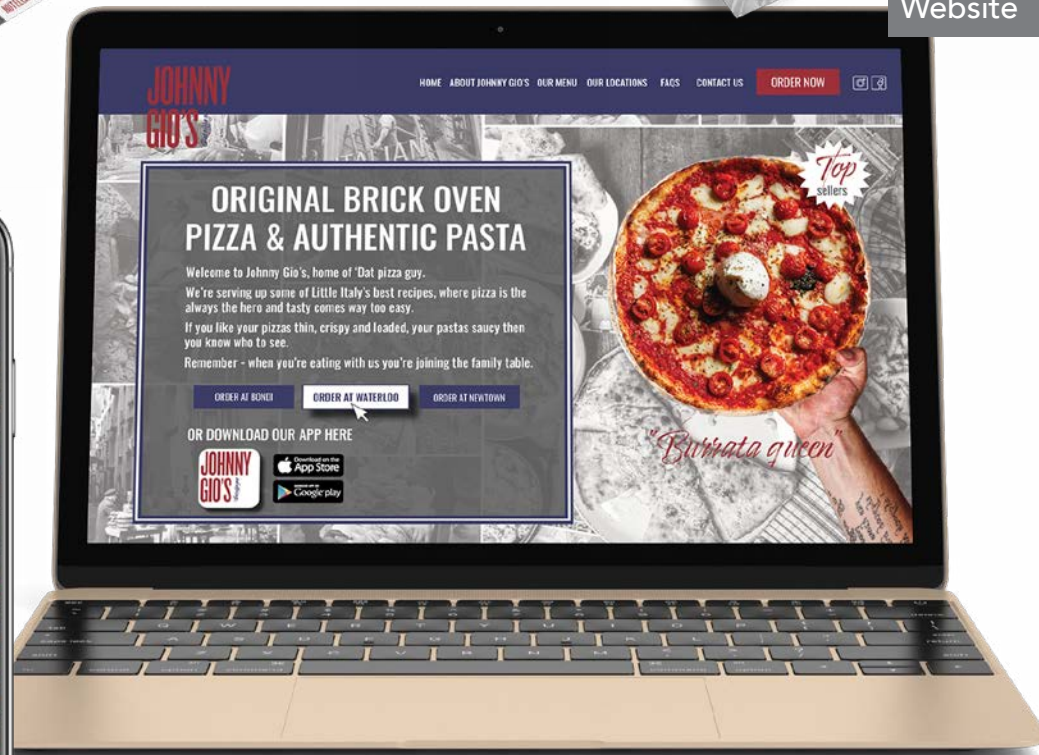 Website
JOHNNY
GIO'S
HOME ABOUT JOHNNY GIO'S OUR MENU OUR LOCATIONS FAQS CONTACT US ORDER NOW
Top
sellers
ORIGINAL BRICK OVEN
PIZZA & AUTHENTIC PASTA
Welcome to Johnny Gio's, home of 'Dat pizza guy.
We're serving up some of Little Italy's best recipes, where pizza is the
always the hero and tasty comes way too easy.
If you like your pizzas thin, crispy and loaded, your pastas saucy then
you know who to see.
Remember - when you're eating with us you're joining the family table.
ORDER AT BONDI ORDER AT WATERLOO ORDER AT NEWTOWN
"Burrata queen"
OR DOWNLOAD OUR APP HERE
JOHNNY
GIO'S
Download on the
App Store
Google play